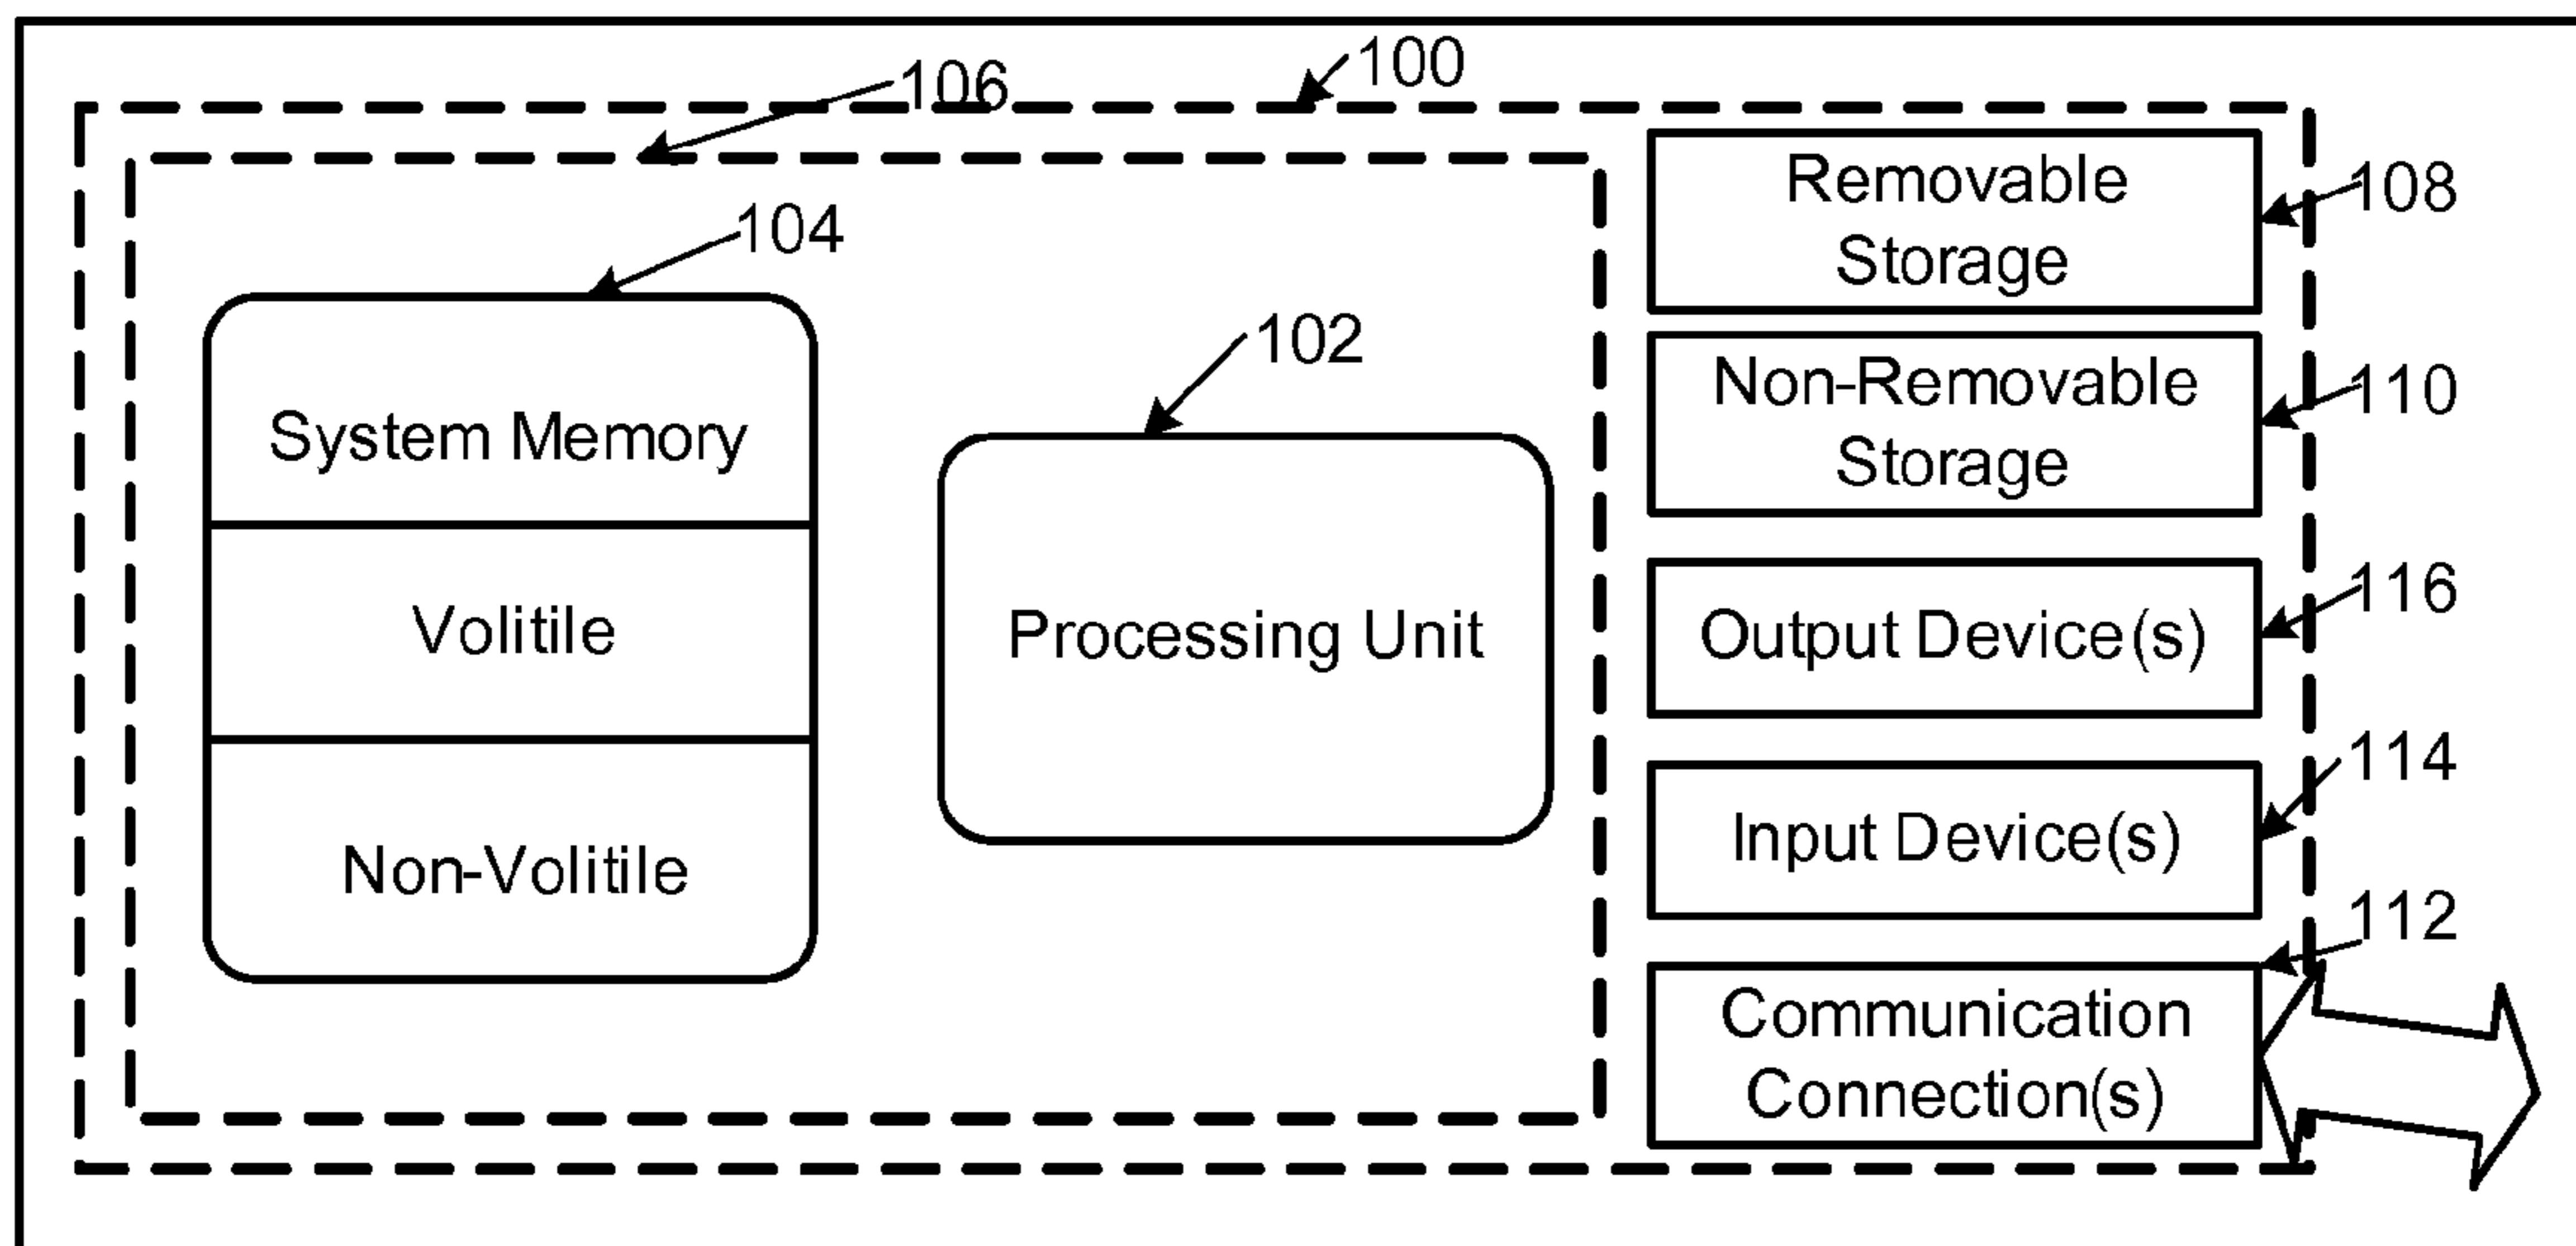 100
106
Removable
Storage
108
104
102
Non-Removable
Storage
110
System Memory
Volitile
Non-Volitile
Processing Unit
Output Device(s)
116
Input Device(s)
114
112
Communication
Connection(s)